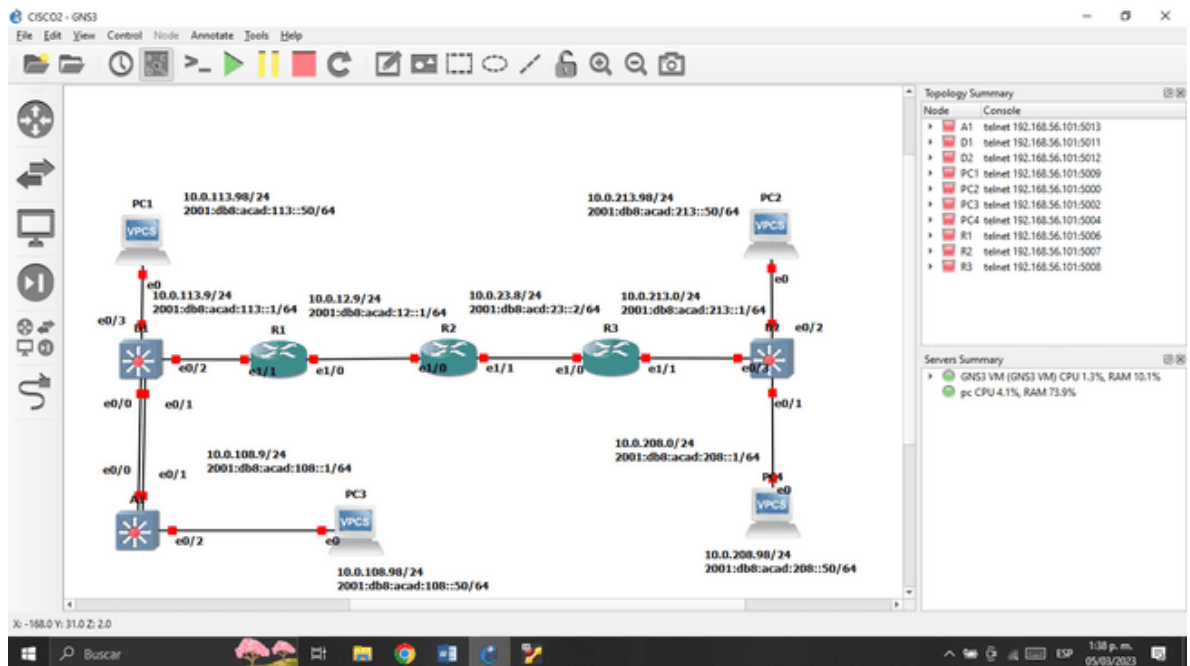 CISCO2 - GNS3
File Edit View Control Node Annotate Tools Help
Topology Summary
Node Console
A1 telnet 192.168.56.101:5013
D1 telnet 192.168.56.101:5011
D2 telnet 192.168.56.101:5012
PC1 telnet 192.168.56.101:5009
PC2 telnet 192.168.56.101:5000
PC3 telnet 192.168.56.101:5002
PC4 telnet 192.168.56.101:5004
R1 telnet 192.168.56.101:5006
R2 telnet 192.168.56.101:5007
R3 telnet 192.168.56.101:5008
Servers Summary
GNS3 VM (GNS3 VM) CPU 1.3%, RAM 10.1%
pc CPU 4.1%, RAM 73.9%
PC1
10.0.113.98/24
2001:db8:acad:113::50/64
VPCS
e0
10.0.213.98/24
2001:db8:acad:213::50/64
PC2
VPCS
e0
10.0.113.9/24
2001:db8:acad:113::1/64
10.0.12.9/24
2001:db8:acad:12::1/64
10.0.23.8/24
2001:db8:acd:23::2/64
10.0.213.0/24
2001:db8:acad:213::1/64
e0/3
R1
R2
R3
D2
e0/2
e0/2
e1/1
e1/0
e1/0
e1/1
e1/0
e1/1
e0/3
e0/0
e0/1
e0/1
10.0.108.9/24
2001:db8:acad:108::1/64
10.0.208.0/24
2001:db8:acad:208::1/64
e0/0
e0/1
PC3
VPCS
PC4
e0
VPCS
e0/2
e0
10.0.108.98/24
2001:db8:acad:108::50/64
10.0.208.98/24
2001:db8:acad:208::50/64
X: -168.0 Y: 31.0 Z: 2.0
Buscar
ESP
1:38 p. m.
05/03/2023